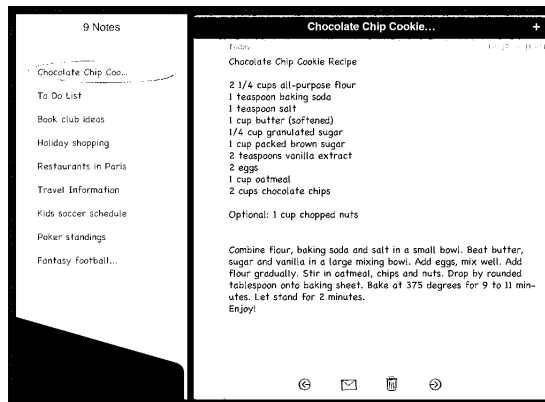 9 Notes
Chocolate Chip Coo...
To Do List
Book club ideas
Holiday shopping
Restaurants in Paris
Travel Information
Kids soccer schedule
Poker standings
Fantasy football...
Chocolate Chip Cookie...
+
Today
Chocolate Chip Cookie Recipe
2 1/4 cups all-purpose flour
1 teaspoon baking soda
1 teaspoon salt
1 cup butter (softened)
1/4 cup granulated sugar
1 cup packed brown sugar
2 teaspoons vanilla extract
2 eggs
1 cup oatmeal
2 cups chocolate chips
Optional: 1 cup chopped nuts
Combine flour, baking soda and salt in a small bowl. Beat butter,
sugar and vanilla in a large mixing bowl. Add eggs, mix well. Add
flour gradually. Stir in oatmeal, chips and nuts. Drop by rounded
tablespoon onto baking sheet. Bake at 375 degrees for 9 to 11 min-
utes. Let stand for 2 minutes.
Enjoy!